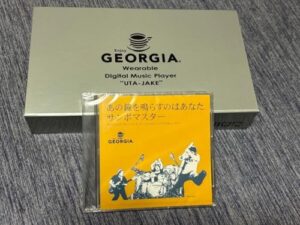 Enjoy
GEORGIA
Wearable
Digital Music Player
"UTA-JAKE"
あの鐘を鳴らすのはあなた
サンボマスター
GEORGIA